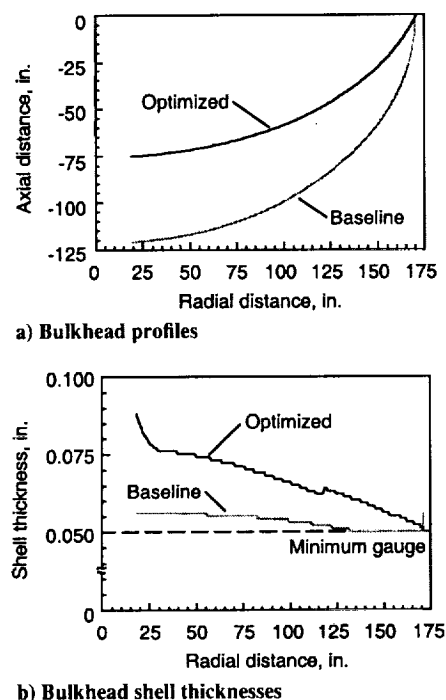 0
-25
-50
-75
-100
-125
Axial distance, in.
Optimized
Baseline
0 25 50 75 100 125 150 175
Radial distance, in.
a) Bulkhead profiles
0.100
0.075
0.050
0
Shell thickness, in.
Optimized
Baseline
Minimum gauge
0 25 50 75 100 125 150 175
Radial distance, in.
b) Bulkhead shell thicknesses